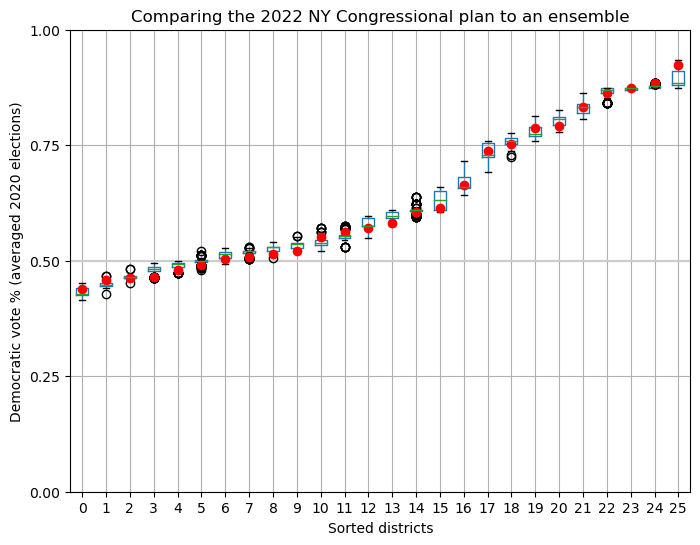 Comparing the 2022 NY Congressional plan to an ensemble
Democratic vote % (averaged 2020 elections)
1.00
0.75
0.50
0.25
0.00
0 1 2 3 4 5 6 7 8 9 10 11 12 13 14 15 16 17 18 19 20 21 22 23 24 25
Sorted districts